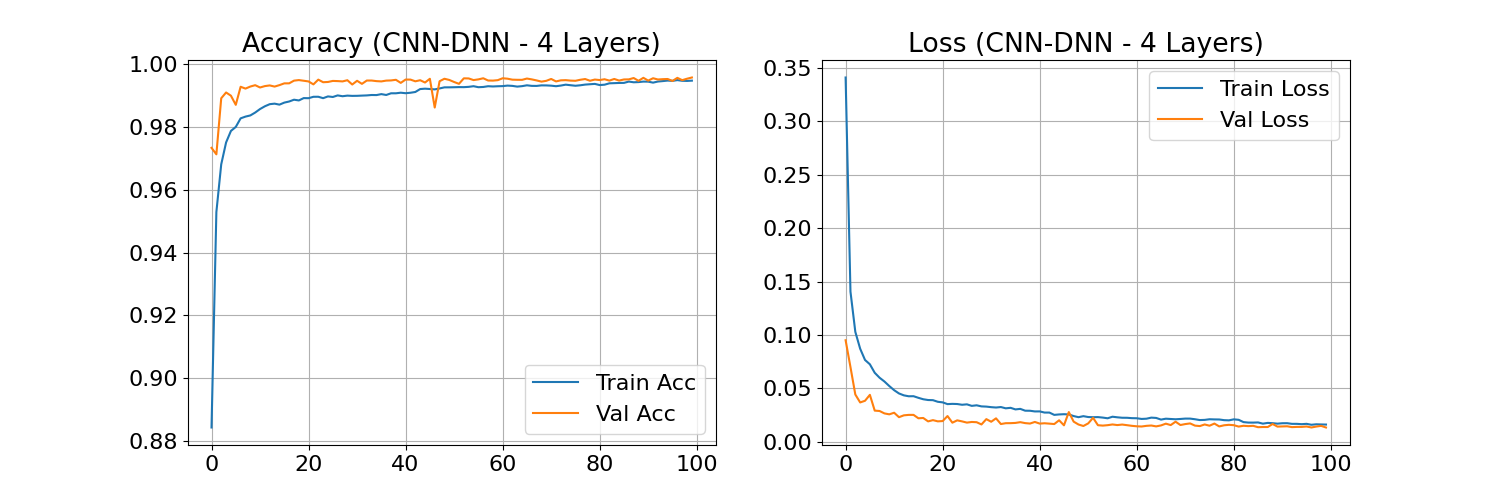 Accuracy (CNN-DNN - 4 Layers)
1.00
0.98
0.96
0.94
0.92
0.90
0.88
0 20 40 60 80 100
Train Acc
Val Acc
Loss (CNN-DNN - 4 Layers)
0.35
0.30
0.25
0.20
0.15
0.10
0.05
0.00
0 20 40 60 80 100
Train Loss
Val Loss